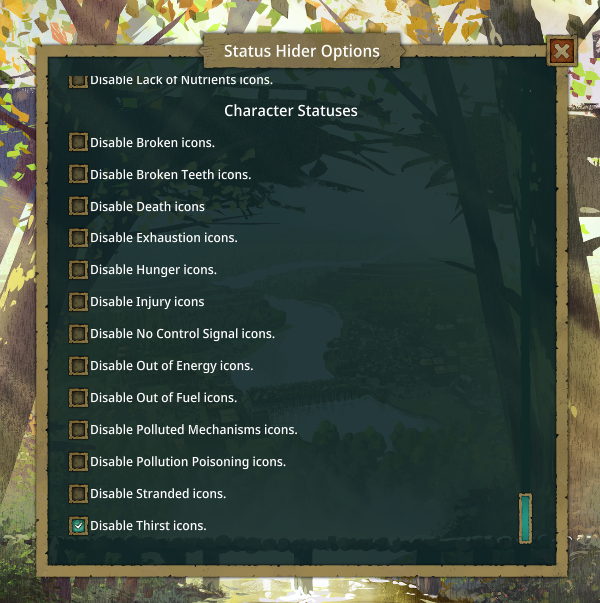 Status Hider Options
Disable Lack of Nutrients icons.
Character Statuses
Disable Broken icons.
Disable Broken Teeth icons.
Disable Death icons
Disable Exhaustion icons.
Disable Hunger icons.
Disable Injury icons
Disable No Control Signal icons.
Disable Out of Energy icons.
Disable Out of Fuel icons.
Disable Polluted Mechanisms icons.
Disable Pollution Poisoning icons.
Disable Stranded icons.
Disable Thirst icons.